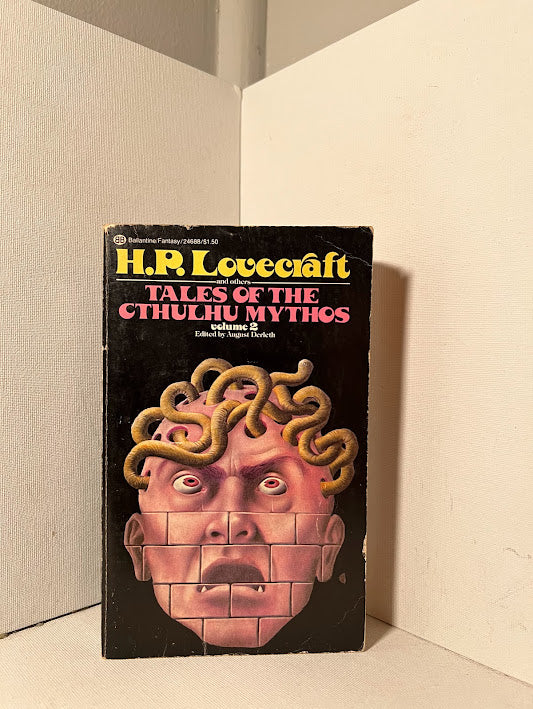 BB Ballantine/Fantasy/24688/$1.50
H.P. Lovecraft
and others
TALES OF THE
CTHULHU MYTHOS
volume 2
Edited by August Derleth